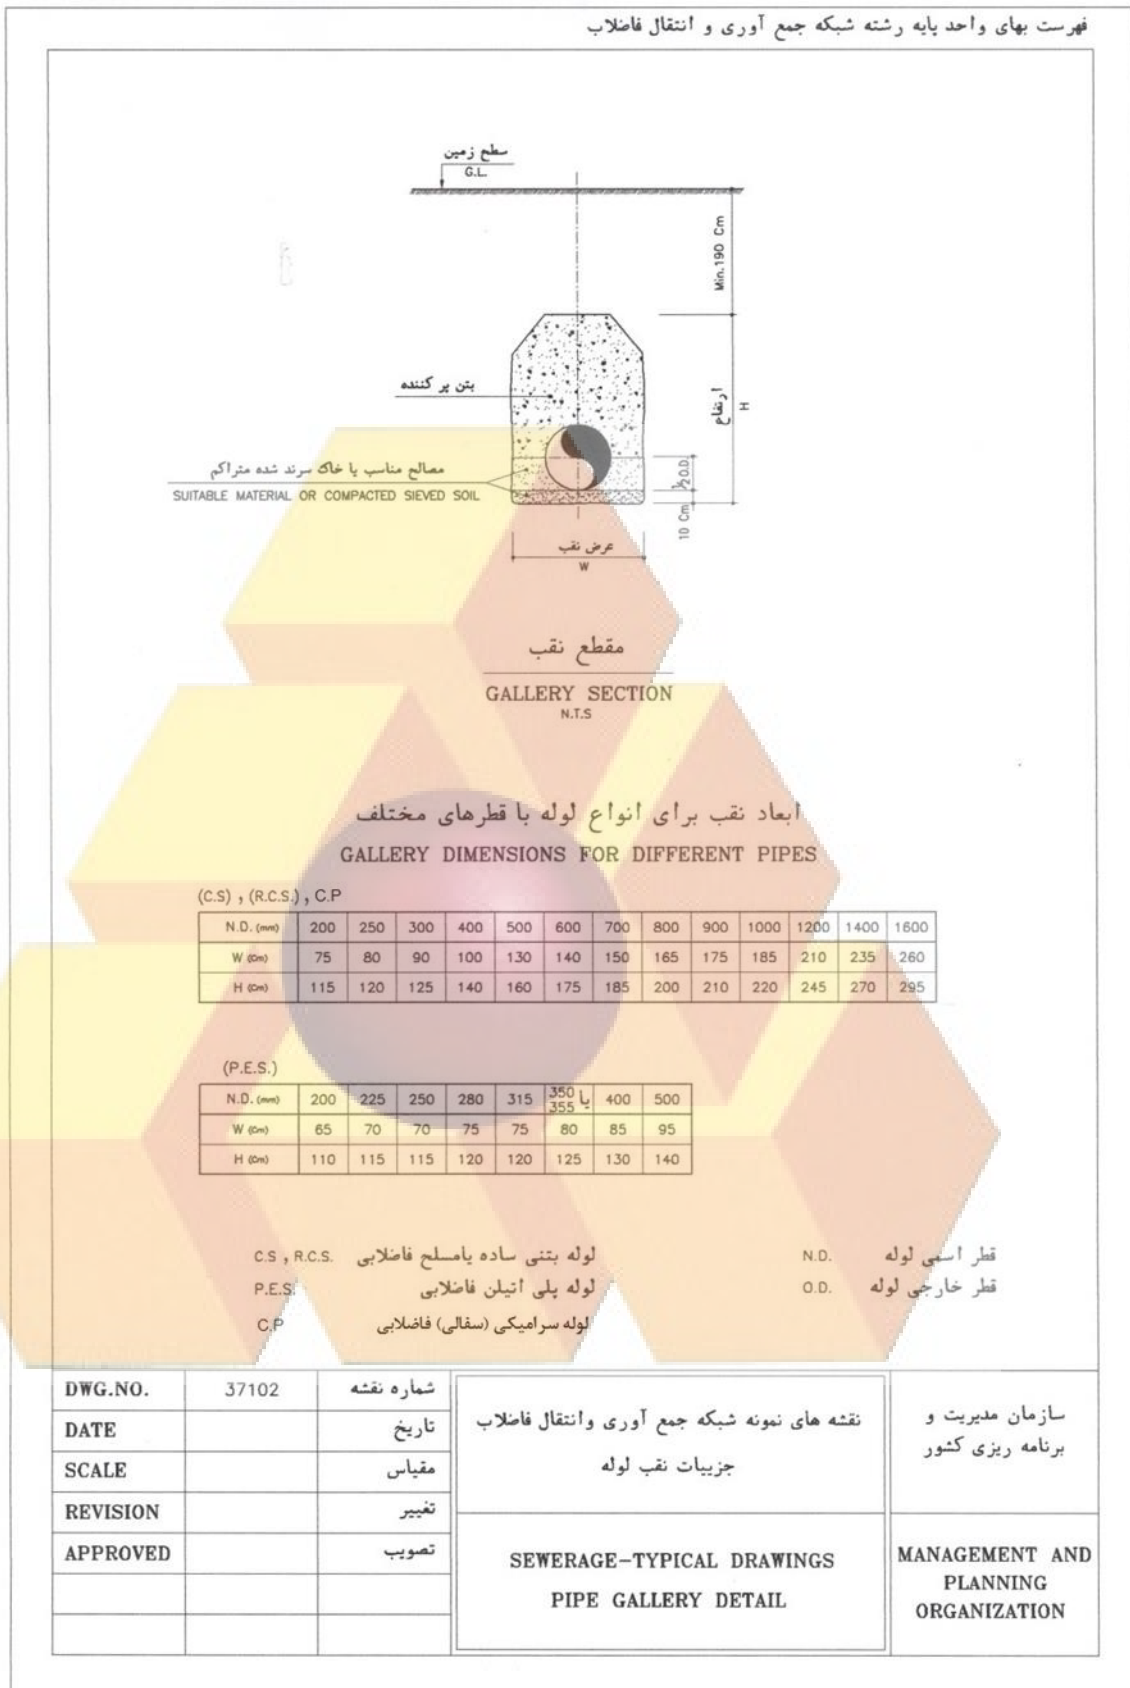 فهرست بهای واحد پایه رشته شبکه جمع آوری و انتقال فاضلاب
سطح زمین
G.L.
Min.190 Cm
بتن پر کننده
ارتفاع
H
مصالح مناسب یا خاک سرند شده متراکم
SUITABLE MATERIAL OR COMPACTED SIEVED SOIL
½O.D.
10 Cm
عرض نقب
W
مقطع نقب
GALLERY SECTION
N.T.S
ابعاد نقب برای انواع لوله با قطرهای مختلف
GALLERY DIMENSIONS FOR DIFFERENT PIPES
(C.S) , (R.C.S.) , C.P
N.D. (mm) 200 250 300 400 500 600 700 800 900 1000 1200 1400 1600
W (Cm) 75 80 90 100 130 140 150 165 175 185 210 235 260
H (Cm) 115 120 125 140 160 175 185 200 210 220 245 270 295
(P.E.S.)
N.D. (mm) 200 225 250 280 315 350 یا 355 400 500
W (Cm) 65 70 70 75 75 80 85 95
H (Cm) 110 115 115 120 120 125 130 140
قطر اسمی لوله N.D. لوله بتنی ساده یامسلح فاضلابی C.S , R.C.S.
قطر خارجی لوله O.D. لوله پلی اتیلن فاضلابی P.E.S.
لوله سرامیکی (سفالی) فاضلابی C.P
DWG.NO. 37102 شماره نقشه
DATE تاریخ
SCALE مقیاس
REVISION تغییر
APPROVED تصویب
نقشه های نمونه شبکه جمع آوری وانتقال فاضلاب
جزییات نقب لوله
SEWERAGE-TYPICAL DRAWINGS
PIPE GALLERY DETAIL
سازمان مدیریت و
برنامه ریزی کشور
MANAGEMENT AND
PLANNING
ORGANIZATION